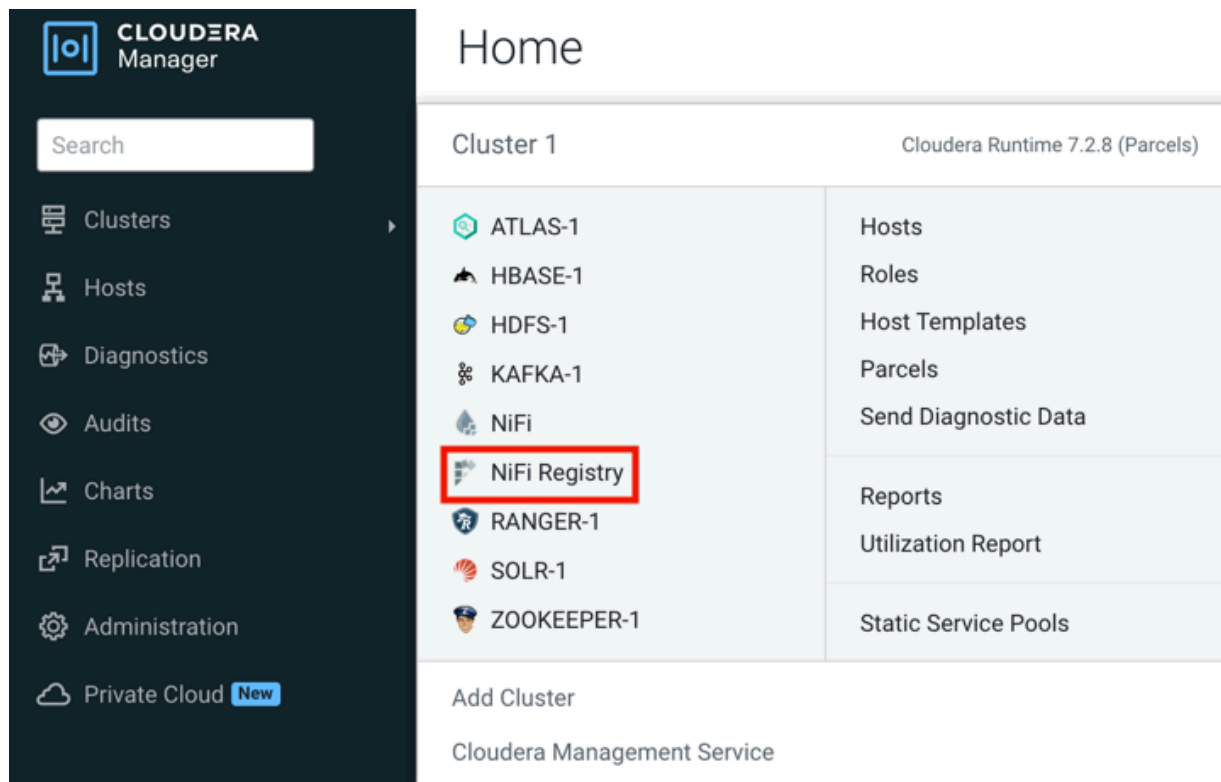 CLOUDERA
Manager
Search
Clusters
Hosts
Diagnostics
Audits
Charts
Replication
Administration
Private Cloud New
Home
Cluster 1
Cloudera Runtime 7.2.8 (Parcels)
ATLAS-1
HBASE-1
HDFS-1
KAFKA-1
NiFi
NiFi Registry
RANGER-1
SOLR-1
ZOOKEEPER-1
Hosts
Roles
Host Templates
Parcels
Send Diagnostic Data
Reports
Utilization Report
Static Service Pools
Add Cluster
Cloudera Management Service